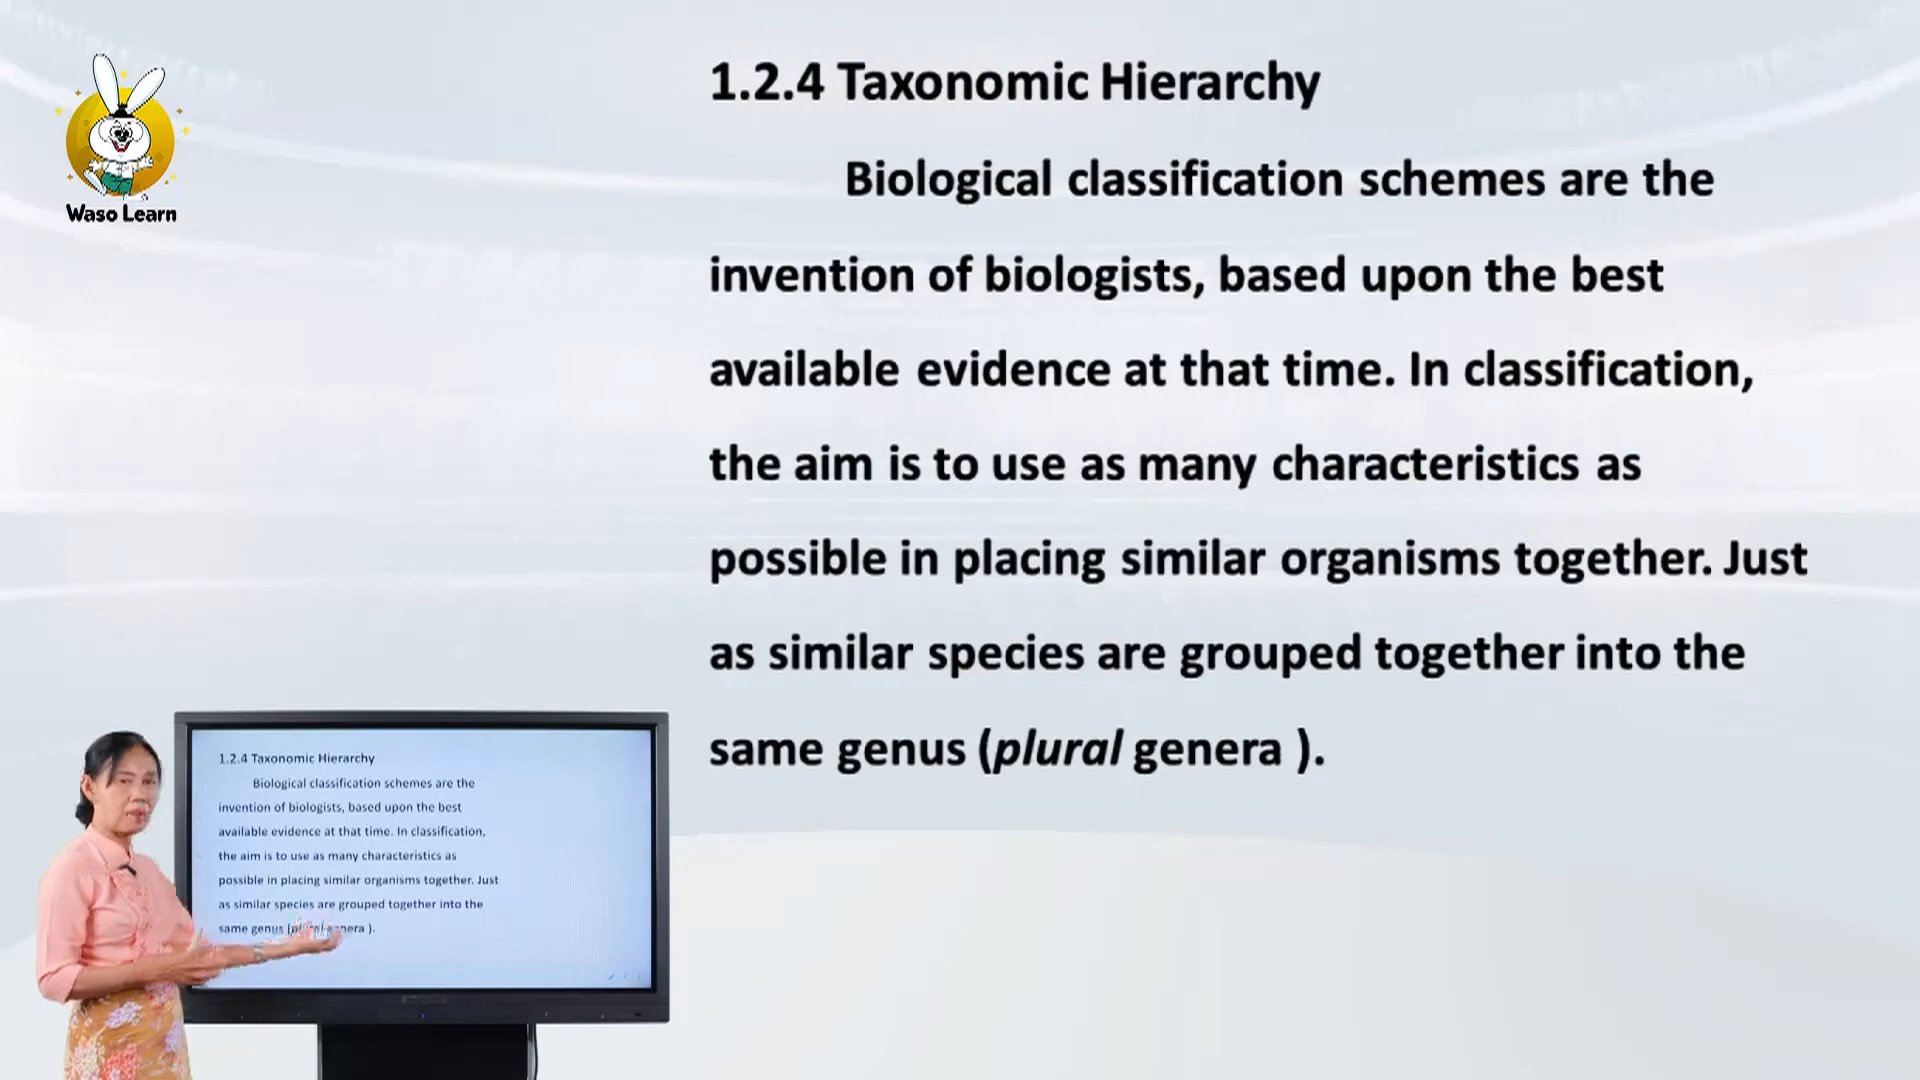 Waso Learn
1.2.4 Taxonomic Hierarchy
Biological classification schemes are the
invention of biologists, based upon the best
available evidence at that time. In classification,
the aim is to use as many characteristics as
possible in placing similar organisms together. Just
as similar species are grouped together into the
same genus (plural genera ).
1.2.4 Taxonomic Hierarchy
Biological classification schemes are the
invention of biologists, based upon the best
available evidence at that time. In classification,
the aim is to use as many characteristics as
possible in placing similar organisms together. Just
as similar species are grouped together into the
same genus